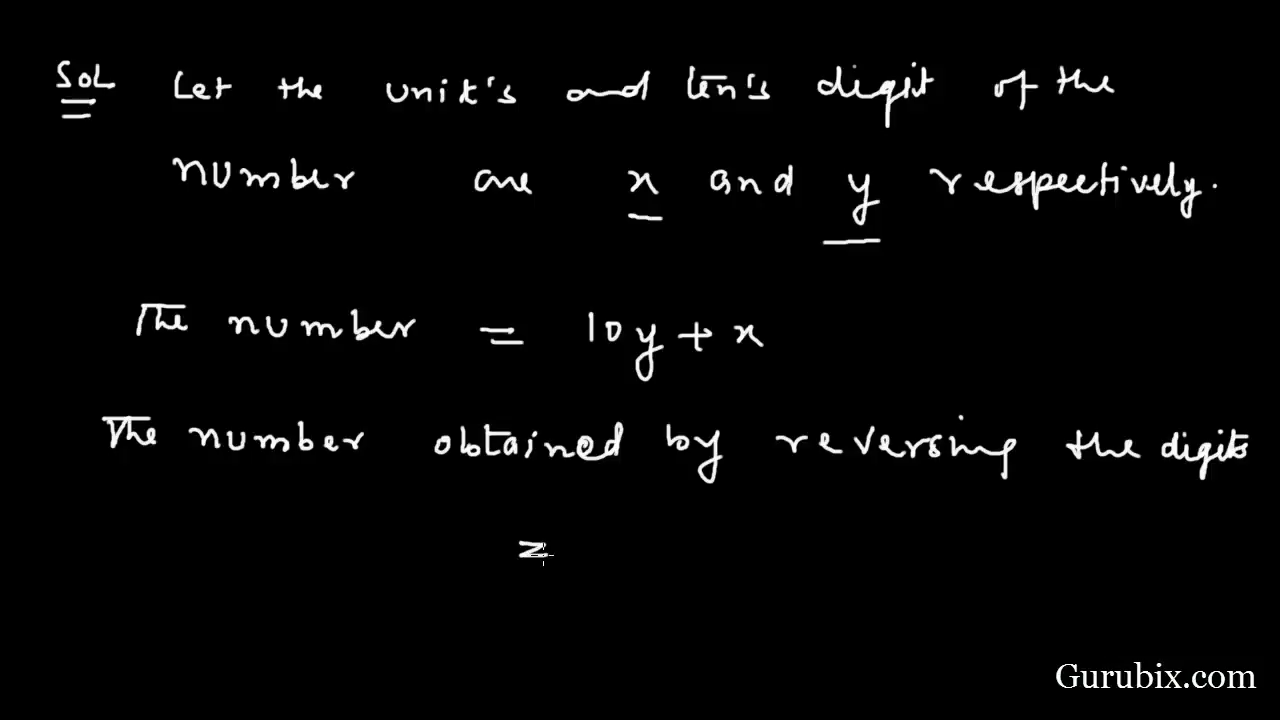 SOL Let the unit's and ten's digit of the
number are x and y respectively.
The number = 10y + x
The number obtained by reversing the digits
=
Gurubix.com